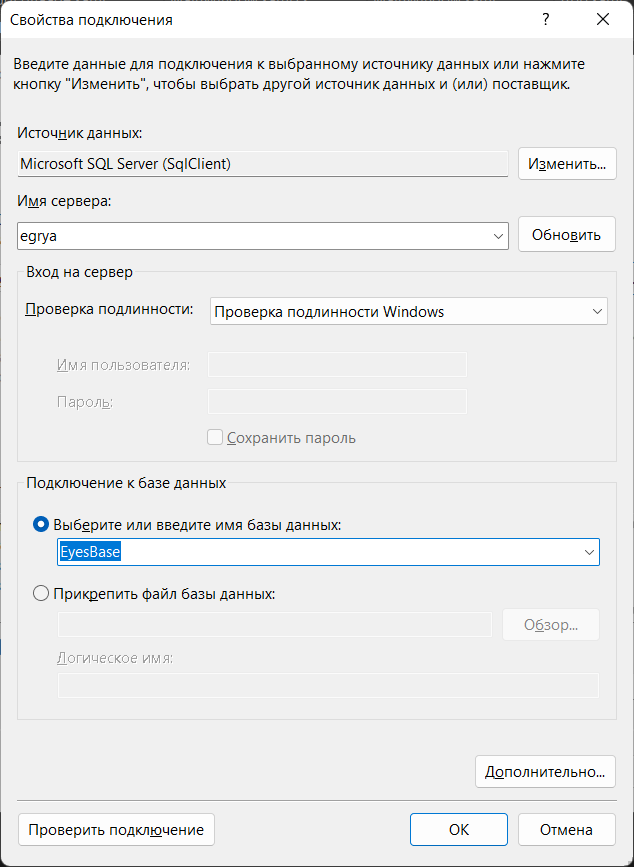 Свойства подключения
?
Введите данные для подключения к выбранному источнику данных или нажмите
кнопку "Изменить", чтобы выбрать другой источник данных и (или) поставщик.
Источник данных:
Microsoft SQL Server (SqlClient)
Изменить...
Имя сервера:
egrya
Обновить
Вход на сервер
Проверка подлинности:
Проверка подлинности Windows
Имя пользователя:
Пароль:
Сохранить пароль
Подключение к базе данных
Выберите или введите имя базы данных:
EyesBase
Прикрепить файл базы данных:
Обзор...
Логическое имя:
Дополнительно...
Проверить подключение
ОК
Отмена